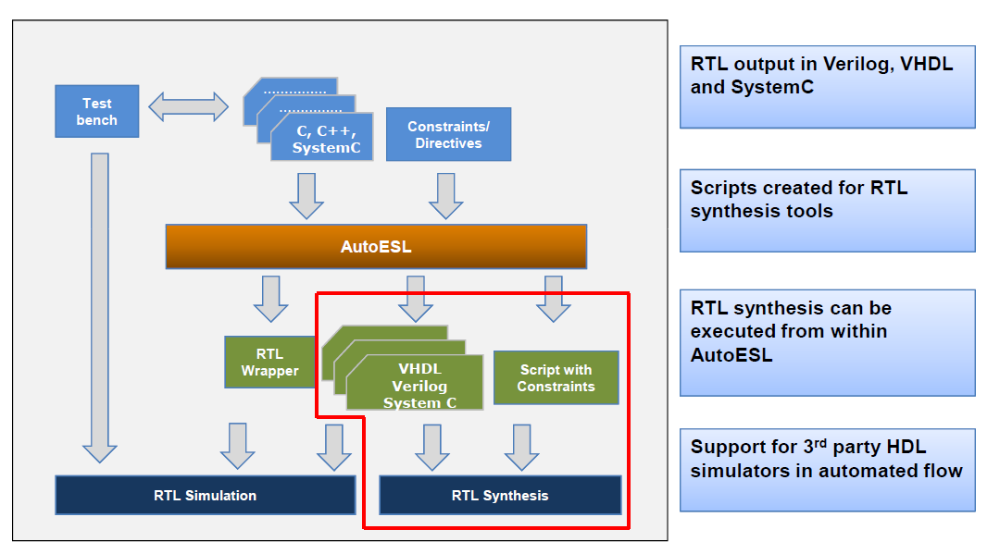 Test
bench
...............
...............
C, C++,
SystemC
Constraints/
Directives
AutoESL
RTL
Wrapper
VHDL
Verilog
System C
Script with
Constraints
RTL Simulation
RTL Synthesis
RTL output in Verilog, VHDL
and SystemC
Scripts created for RTL
synthesis tools
RTL synthesis can be
executed from within
AutoESL
Support for 3rd party HDL
simulators in automated flow